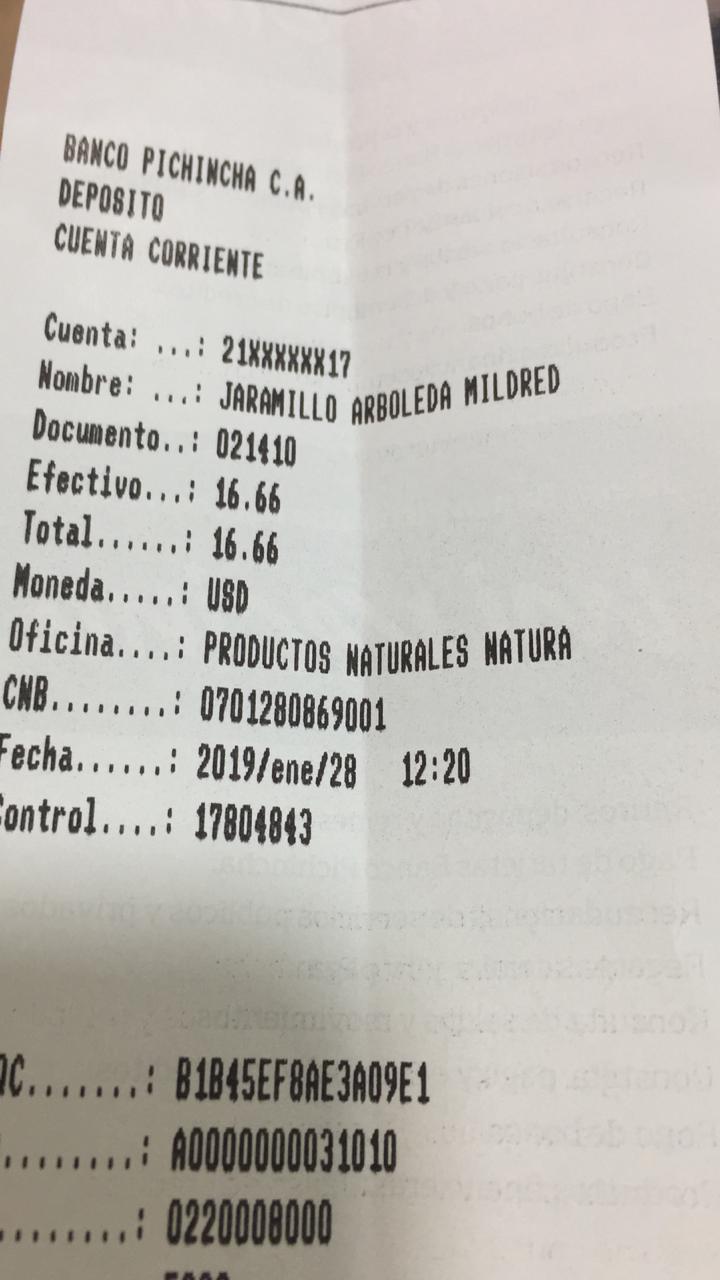 BANCO PICHINCHA C.A.
DEPOSITO
CUENTA CORRIENTE
Cuenta: ...: 21XXXXXX17
Nombre: ...: JARAMILLO ARBOLEDA MILDRED
Documento..: 021410
Efectivo...: 16.66
Total......: 16.66
Moneda.....: USD
Oficina....: PRODUCTOS NATURALES NATURA
CNB........: 0701280869001
Fecha......: 2019/ene/28 12:20
Control....: 17804843
QC.......: B1B45EF8AE3A09E1
........: A0000000031010
........: 0220008000